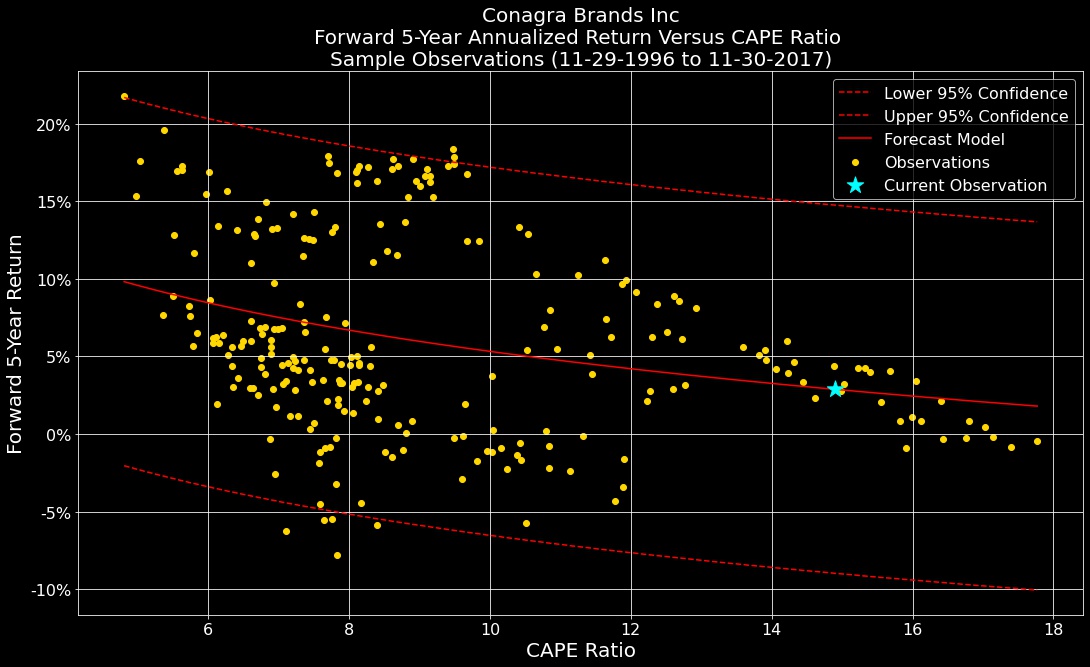 Conagra Brands Inc
Forward 5-Year Annualized Return Versus CAPE Ratio
Sample Observations (11-29-1996 to 11-30-2017)
Lower 95% Confidence
Upper 95% Confidence
Forecast Model
Observations
Current Observation
Forward 5-Year Return
20%
15%
10%
5%
0%
-5%
-10%
6 8 10 12 14 16 18
CAPE Ratio